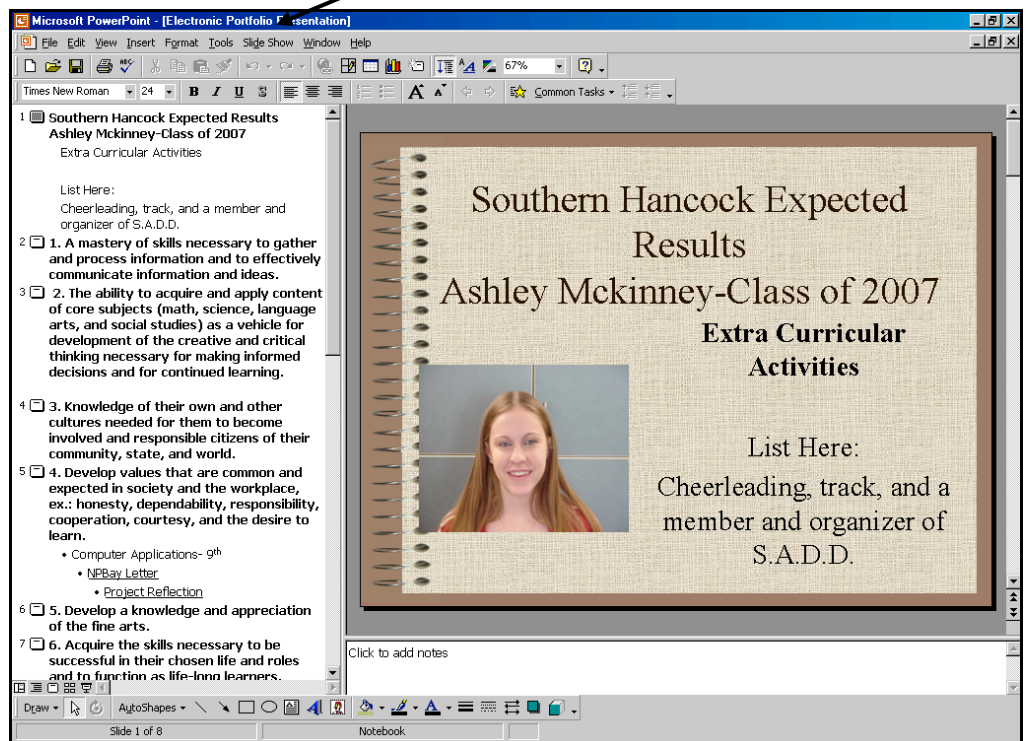 Microsoft PowerPoint - [Electronic Portfolio Presentation]
File Edit View Insert Format Tools Slide Show Window Help
67%
Times New Roman 24 B I U S A A Common Tasks
1 Southern Hancock Expected Results
Ashley Mckinney-Class of 2007
Extra Curricular Activities
List Here:
Cheerleading, track, and a member and
organizer of S.A.D.D.
2 1. A mastery of skills necessary to gather
and process information and to effectively
communicate information and ideas.
3 2. The ability to acquire and apply content
of core subjects (math, science, language
arts, and social studies) as a vehicle for
development of the creative and critical
thinking necessary for making informed
decisions and for continued learning.
4 3. Knowledge of their own and other
cultures needed for them to become
involved and responsible citizens of their
community, state, and world.
5 4. Develop values that are common and
expected in society and the workplace,
ex.: honesty, dependability, responsibility,
cooperation, courtesy, and the desire to
learn.
• Computer Applications- 9th
• NPBay Letter
• Project Reflection
6 5. Develop a knowledge and appreciation
of the fine arts.
7 6. Acquire the skills necessary to be
successful in their chosen life and roles
and to function as life-long learners.
Southern Hancock Expected
Results
Ashley Mckinney-Class of 2007
Extra Curricular
Activities
List Here:
Cheerleading, track, and a
member and organizer of
S.A.D.D.
Click to add notes
Draw AutoShapes
Slide 1 of 8 Notebook